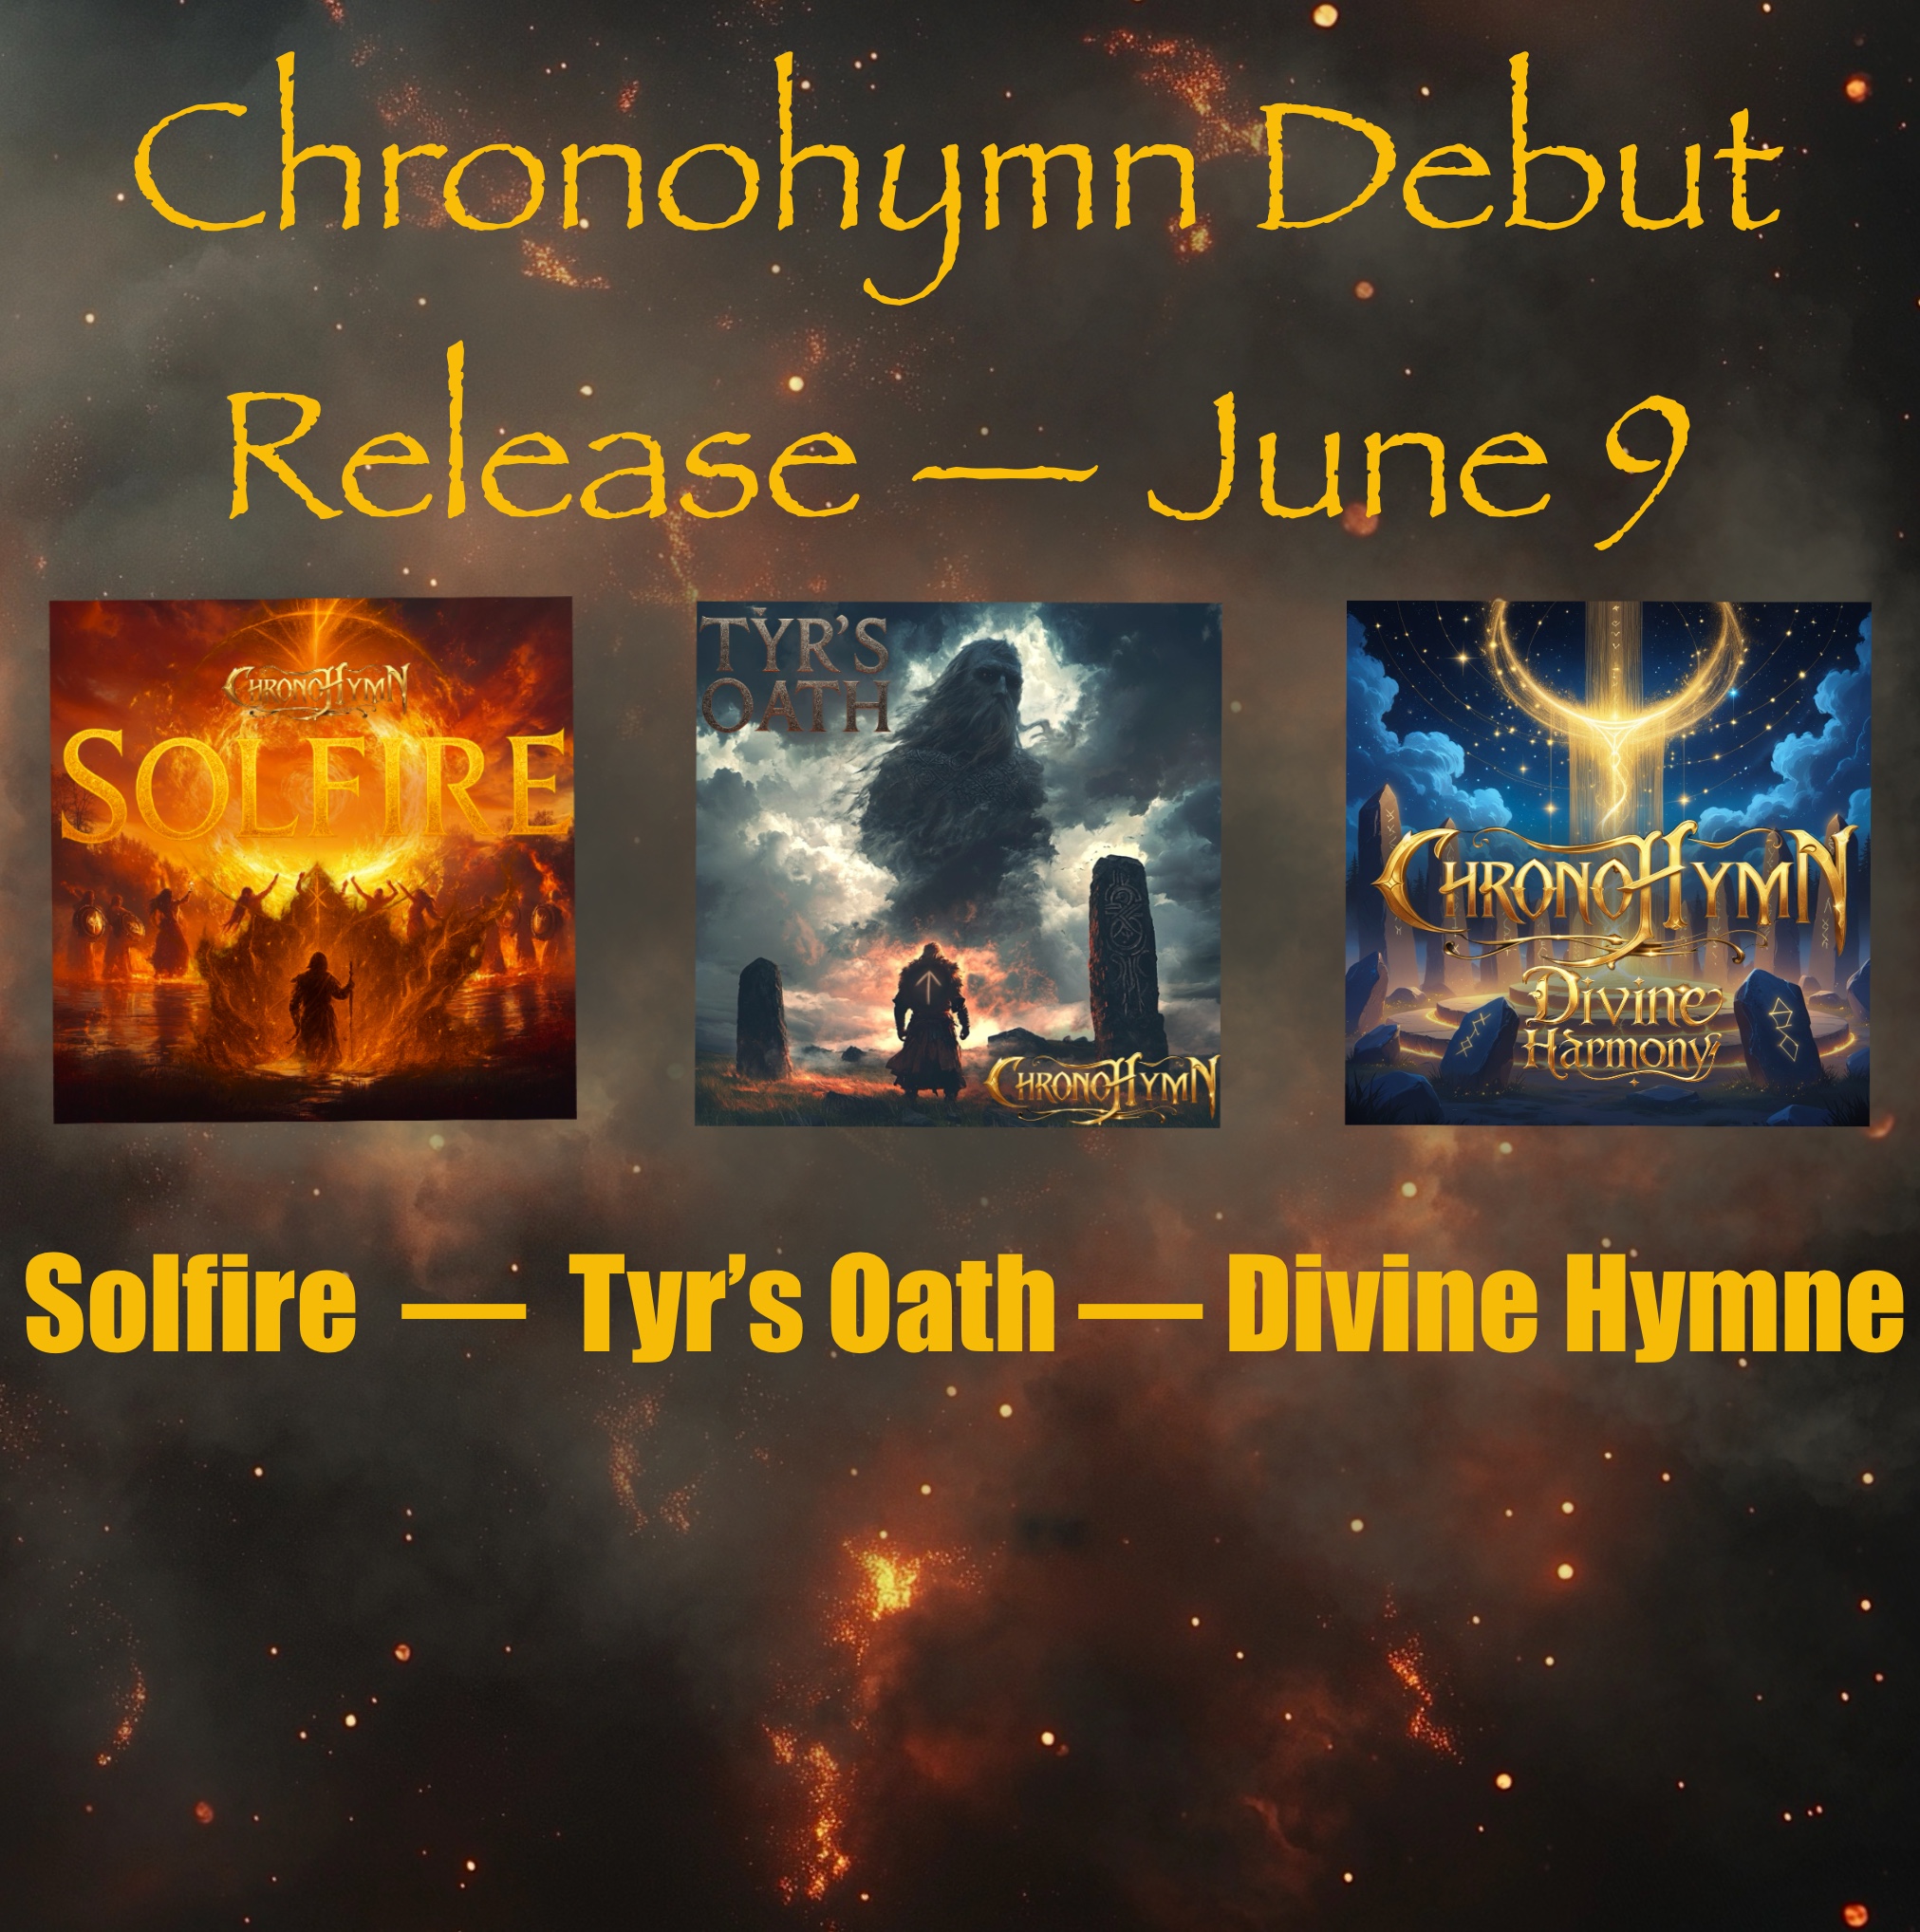 Chronohymn Debut
Release — June 9
CHRONOHYMN
SOLFIRE
TYR'S
OATH
CHRONOHYMN
CHRONOHYMN
Divine
Harmony
Solfire — Tyr's Oath — Divine Hymne